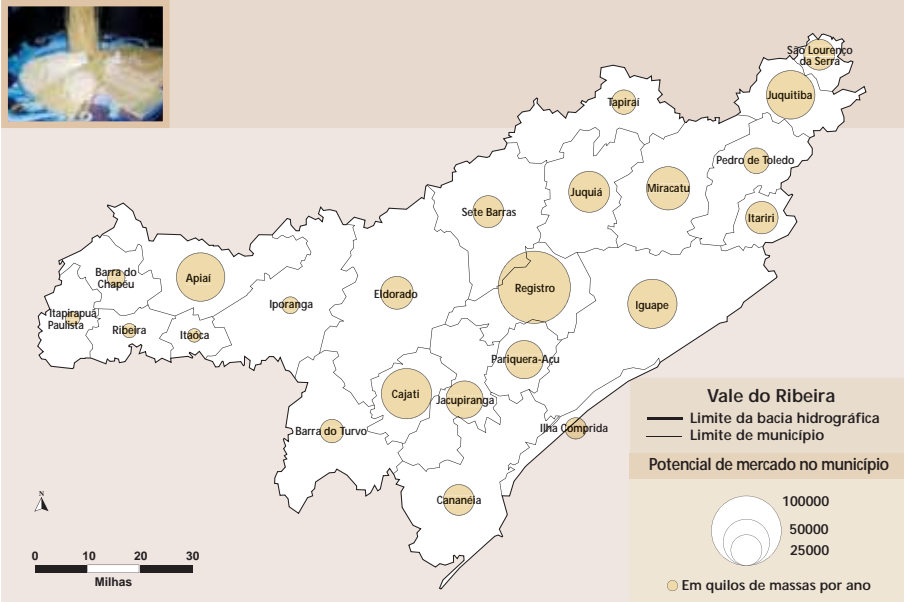 São Lourenço
da Serra
Juquitiba
Tapiraí
Pedro de Toledo
Juquiá
Miracatu
Sete Barras
Itariri
Barra do
Chapéu
Apiaí
Registro
Eldorado
Iporanga
Iguape
Itapirapuã
Paulista
Ribeira
Itaóca
Pariquera-Açu
Cajati
Jacupiranga
Barra do Turvo
Ilha Comprida
Cananéia
N
0 10 20 30
Milhas
Vale do Ribeira
Limite da bacia hidrográfica
Limite de município
Potencial de mercado no município
100000
50000
25000
Em quilos de massas por ano